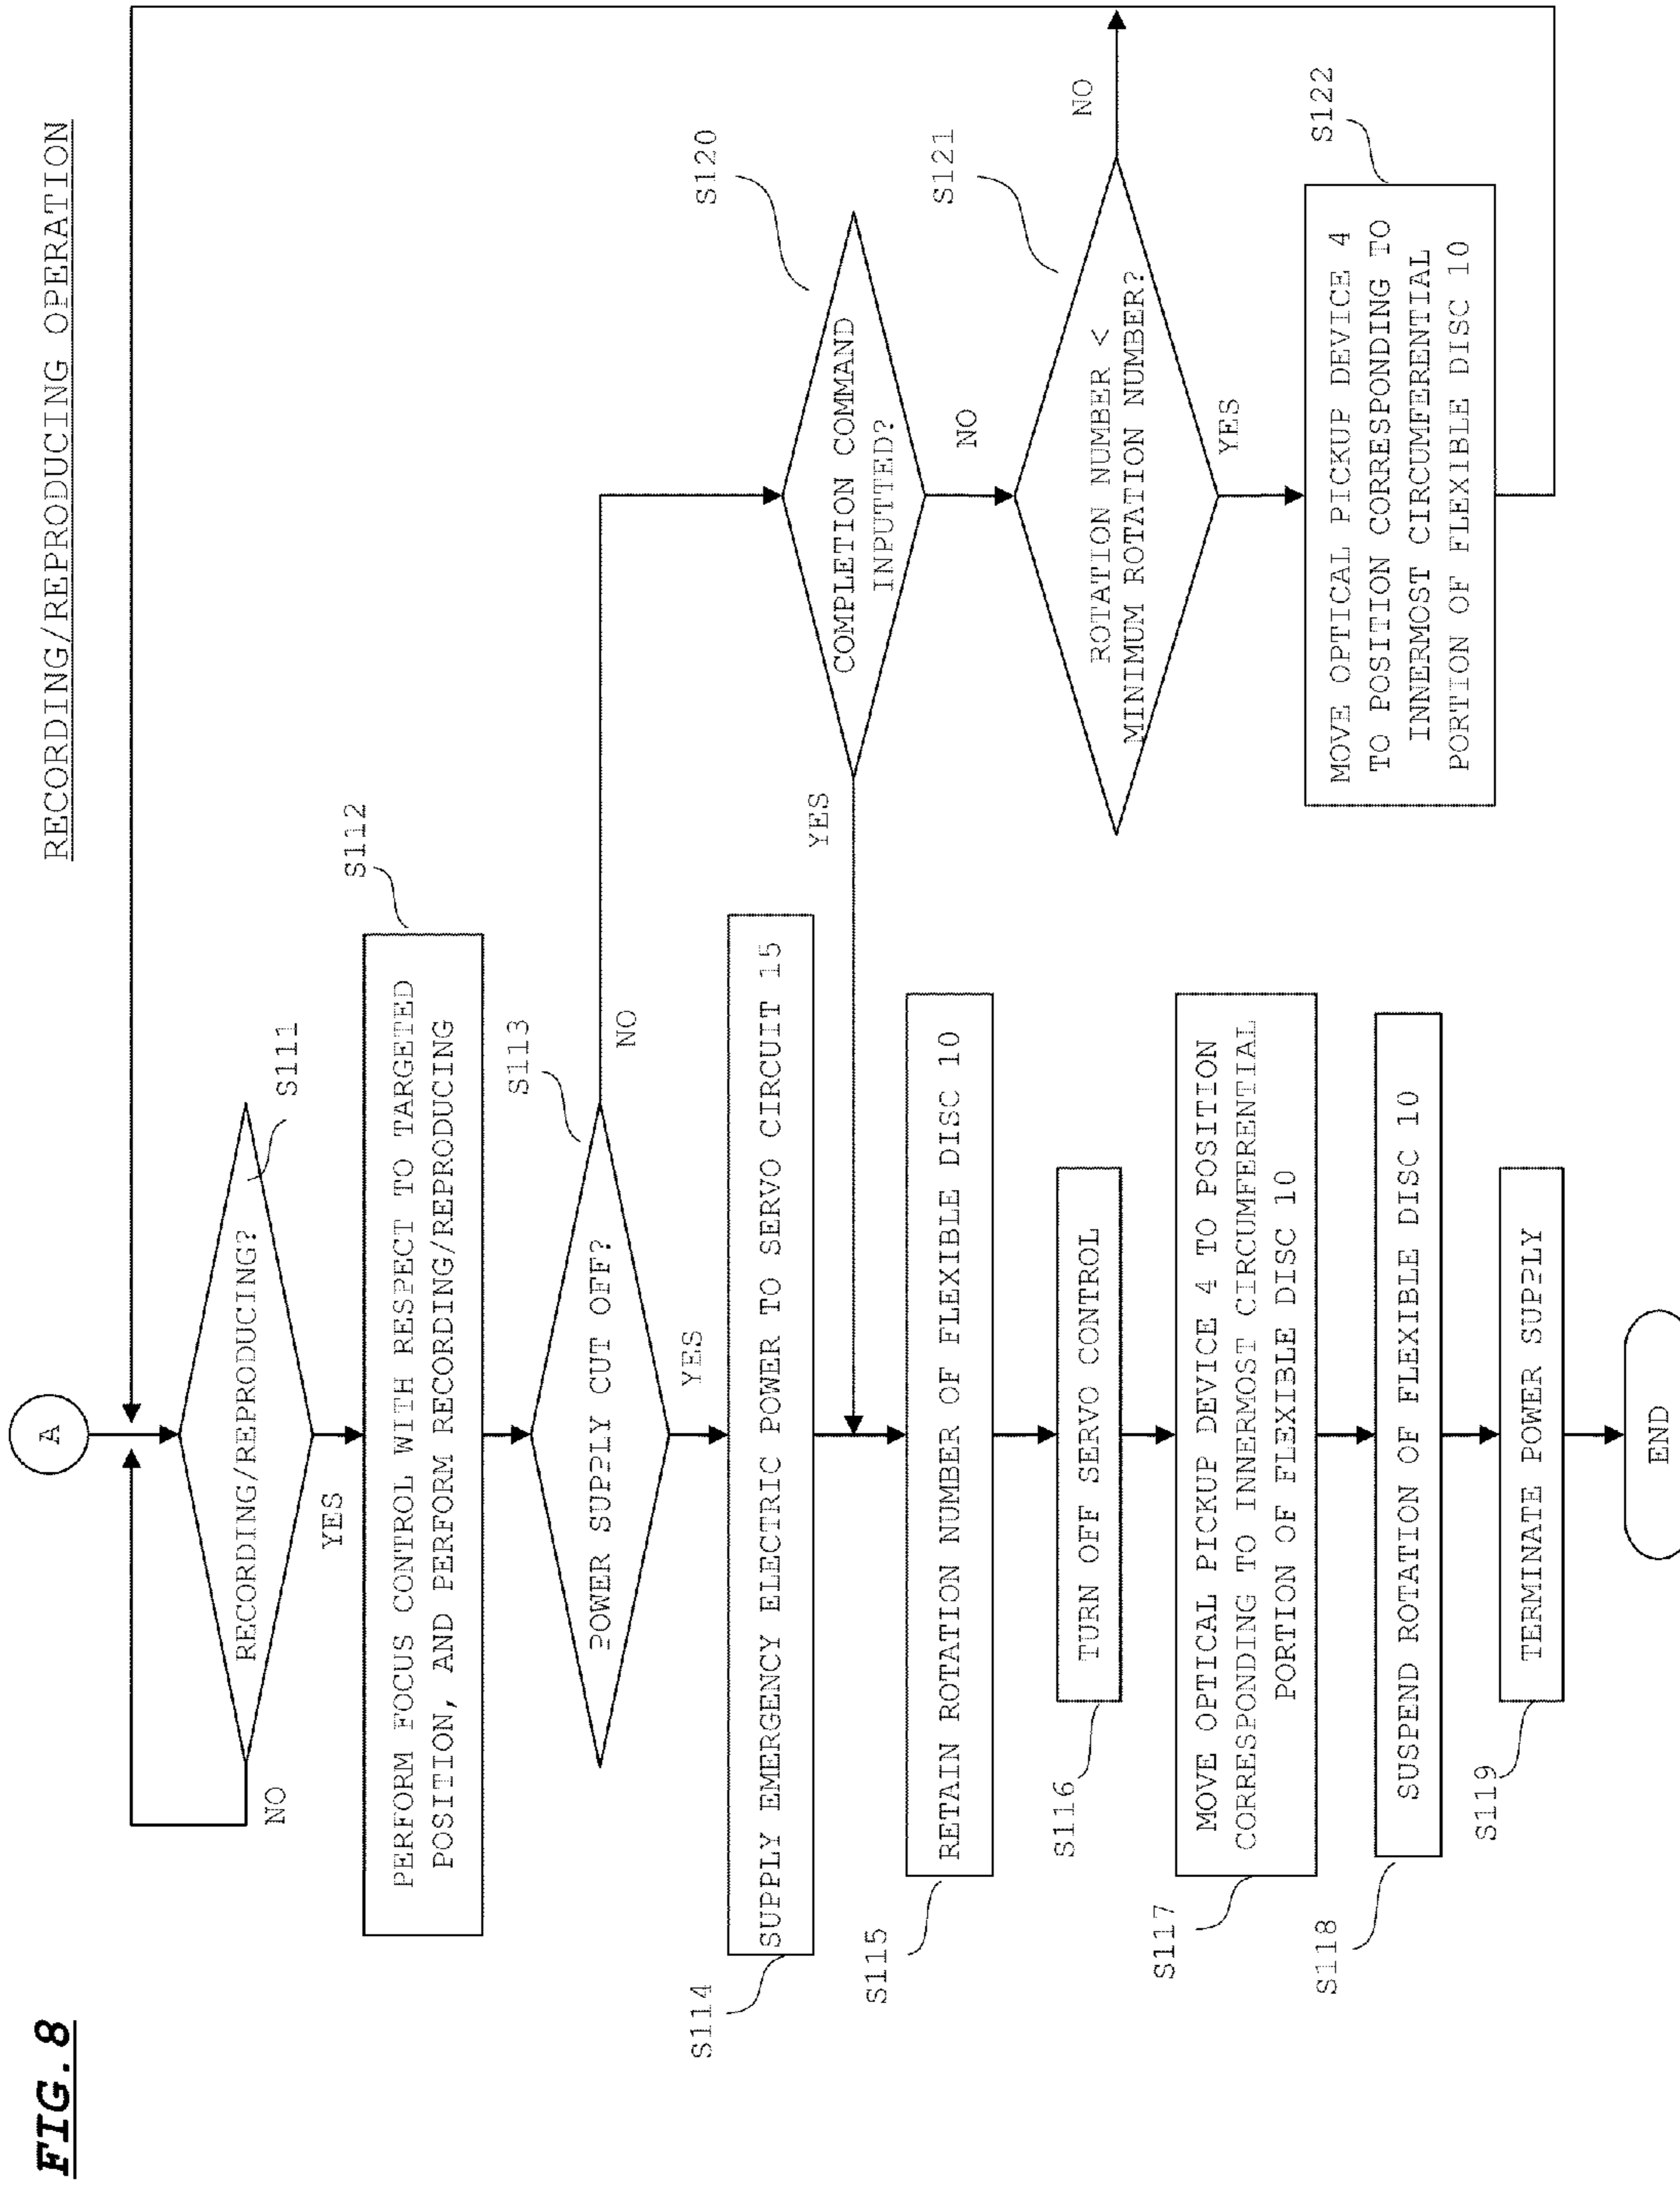 FIG.8
RECORDING/REPRODUCING OPERATION
A
RECORDING/REPRODUCING?
S111
NO
YES
PERFORM FOCUS CONTROL WITH RESPECT TO TARGETED
POSITION, AND PERFORM RECORDING/REPRODUCING
S112
POWER SUPPLY CUT OFF?
S113
NO
YES
SUPPLY EMERGENCY ELECTRIC POWER TO SERVO CIRCUIT 15
S114
RETAIN ROTATION NUMBER OF FLEXIBLE DISC 10
S115
TURN OFF SERVO CONTROL
S116
MOVE OPTICAL PICKUP DEVICE 4 TO POSITION
CORRESPONDING TO INNERMOST CIRCUMFERENTIAL
PORTION OF FLEXIBLE DISC 10
S117
SUSPEND ROTATION OF FLEXIBLE DISC 10
S118
TERMINATE POWER SUPPLY
S119
END
COMPLETION COMMAND
INPUTTED?
S120
YES
NO
ROTATION NUMBER <
MINIMUM ROTATION NUMBER?
S121
NO
YES
MOVE OPTICAL PICKUP DEVICE 4
TO POSITION CORRESPONDING TO
INNERMOST CIRCUMFERENTIAL
PORTION OF FLEXIBLE DISC 10
S122